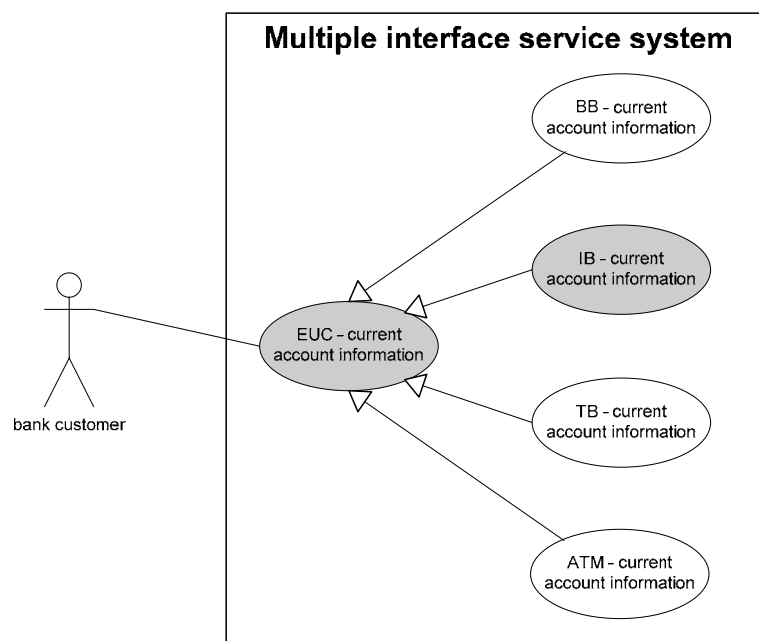 Multiple interface service system
BB - current
account information
IB - current
account information
EUC - current
account information
TB - current
account information
ATM - current
account information
bank customer